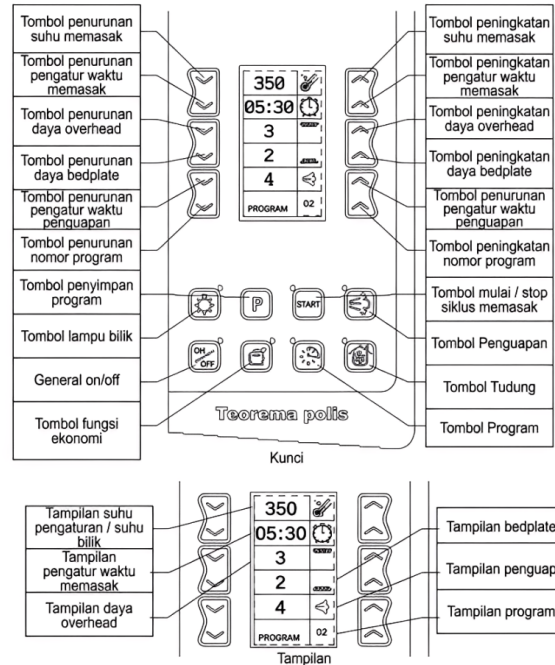 Tombol penurunan
suhu memasak
Tombol penurunan
pengatur waktu
memasak
Tombol penurunan
daya overhead
Tombol penurunan
daya bedplate
Tombol penurunan
pengatur waktu
penguapan
Tombol penurunan
nomor program
Tombol penyimpan
program
Tombol lampu bilik
General on/off
Tombol fungsi
ekonomi
350
05:30
3
2
4
PROGRAM 02
P
START
OH
OFF
Teorema polis
Kunci
Tombol peningkatan
suhu memasak
Tombol peningkatan
pengatur waktu
memasak
Tombol peningkatan
daya overhead
Tombol peningkatan
daya bedplate
Tombol penurunan
pengatur waktu
penguapan
Tombol peningkatan
nomor program
Tombol mulai / stop
siklus memasak
Tombol Penguapan
Tombol Tudung
Tombol Program
Tampilan suhu
pengaturan / suhu
bilik
Tampilan
pengatur waktu
memasak
Tampilan daya
overhead
350
05:30
3
2
4
PROGRAM 02
Tampilan
Tampilan bedplate
Tampilan penguap
Tampilan program